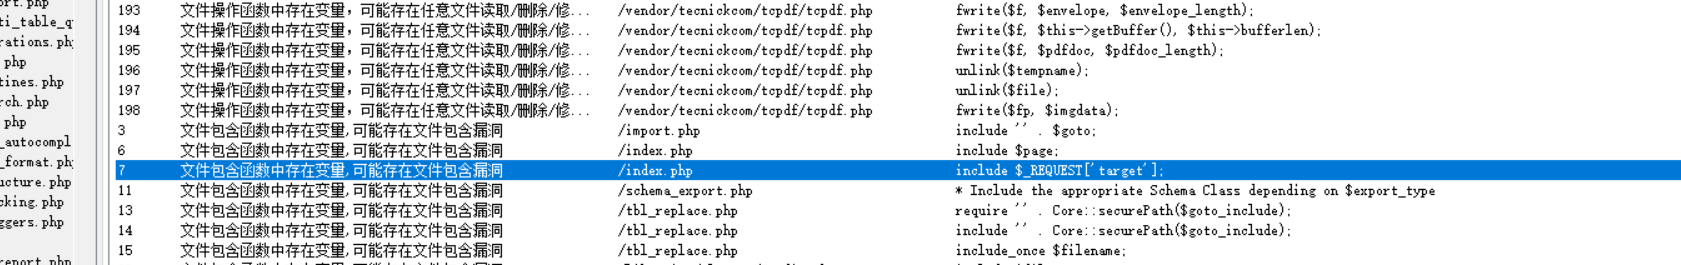 ort.php
ti_table_q
rations.ph
php
tines.php
rch.php
php
_autocompl
_format.ph
ucture.php
cking.php
ggers.php
report.php
193 文件操作函数中存在变量，可能存在任意文件读取/删除/修... /vendor/tecnickcom/tcpdf/tcpdf.php fwrite($f, $envelope, $envelope_length);
194 文件操作函数中存在变量，可能存在任意文件读取/删除/修... /vendor/tecnickcom/tcpdf/tcpdf.php fwrite($f, $this->getBuffer(), $this->bufferlen);
195 文件操作函数中存在变量，可能存在任意文件读取/删除/修... /vendor/tecnickcom/tcpdf/tcpdf.php fwrite($f, $pdfdoc, $pdfdoc_length);
196 文件操作函数中存在变量，可能存在任意文件读取/删除/修... /vendor/tecnickcom/tcpdf/tcpdf.php unlink($tempname);
197 文件操作函数中存在变量，可能存在任意文件读取/删除/修... /vendor/tecnickcom/tcpdf/tcpdf.php unlink($file);
198 文件操作函数中存在变量，可能存在任意文件读取/删除/修... /vendor/tecnickcom/tcpdf/tcpdf.php fwrite($fp, $imgdata);
3 文件包含函数中存在变量,可能存在文件包含漏洞 /import.php include '' . $goto;
6 文件包含函数中存在变量,可能存在文件包含漏洞 /index.php include $page;
7 文件包含函数中存在变量,可能存在文件包含漏洞 /index.php include $_REQUEST['target'];
11 文件包含函数中存在变量,可能存在文件包含漏洞 /schema_export.php * Include the appropriate Schema Class depending on $export_type
13 文件包含函数中存在变量,可能存在文件包含漏洞 /tbl_replace.php require '' . Core::securePath($goto_include);
14 文件包含函数中存在变量,可能存在文件包含漏洞 /tbl_replace.php include '' . Core::securePath($goto_include);
15 文件包含函数中存在变量,可能存在文件包含漏洞 /tbl_replace.php include_once $filename;